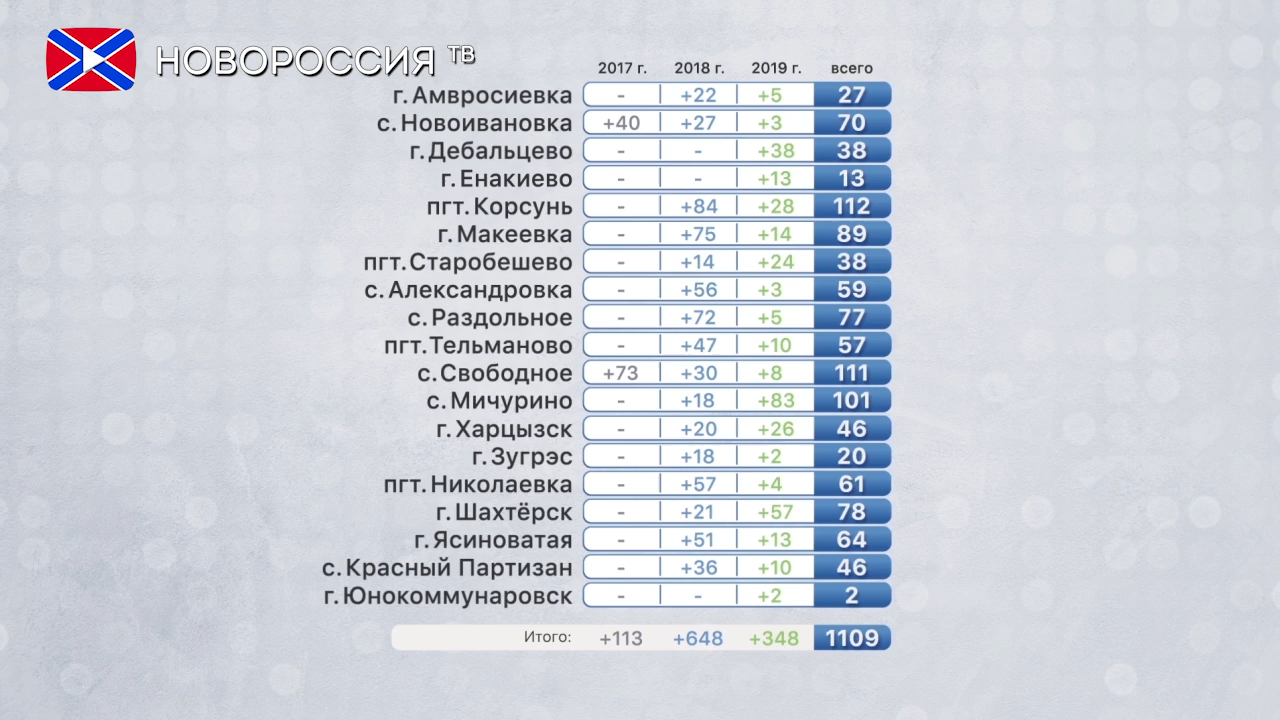 НОВОРОССИЯ ТВ
2017 г. 2018 г. 2019 г. всего
г. Амвросиевка - +22 +5 27
с. Новоивановка +40 +27 +3 70
г. Дебальцево - - +38 38
г. Енакиево - - +13 13
пгт. Корсунь - +84 +28 112
г. Макеевка - +75 +14 89
пгт. Старобешево - +14 +24 38
с. Александровка - +56 +3 59
с. Раздольное - +72 +5 77
пгт. Тельманово - +47 +10 57
с. Свободное +73 +30 +8 111
с. Мичурино - +18 +83 101
г. Харцызск - +20 +26 46
г. Зугрэс - +18 +2 20
пгт. Николаевка - +57 +4 61
г. Шахтёрск - +21 +57 78
г. Ясиноватая - +51 +13 64
с. Красный Партизан - +36 +10 46
г. Юнокоммунаровск - - +2 2
Итого: +113 +648 +348 1109